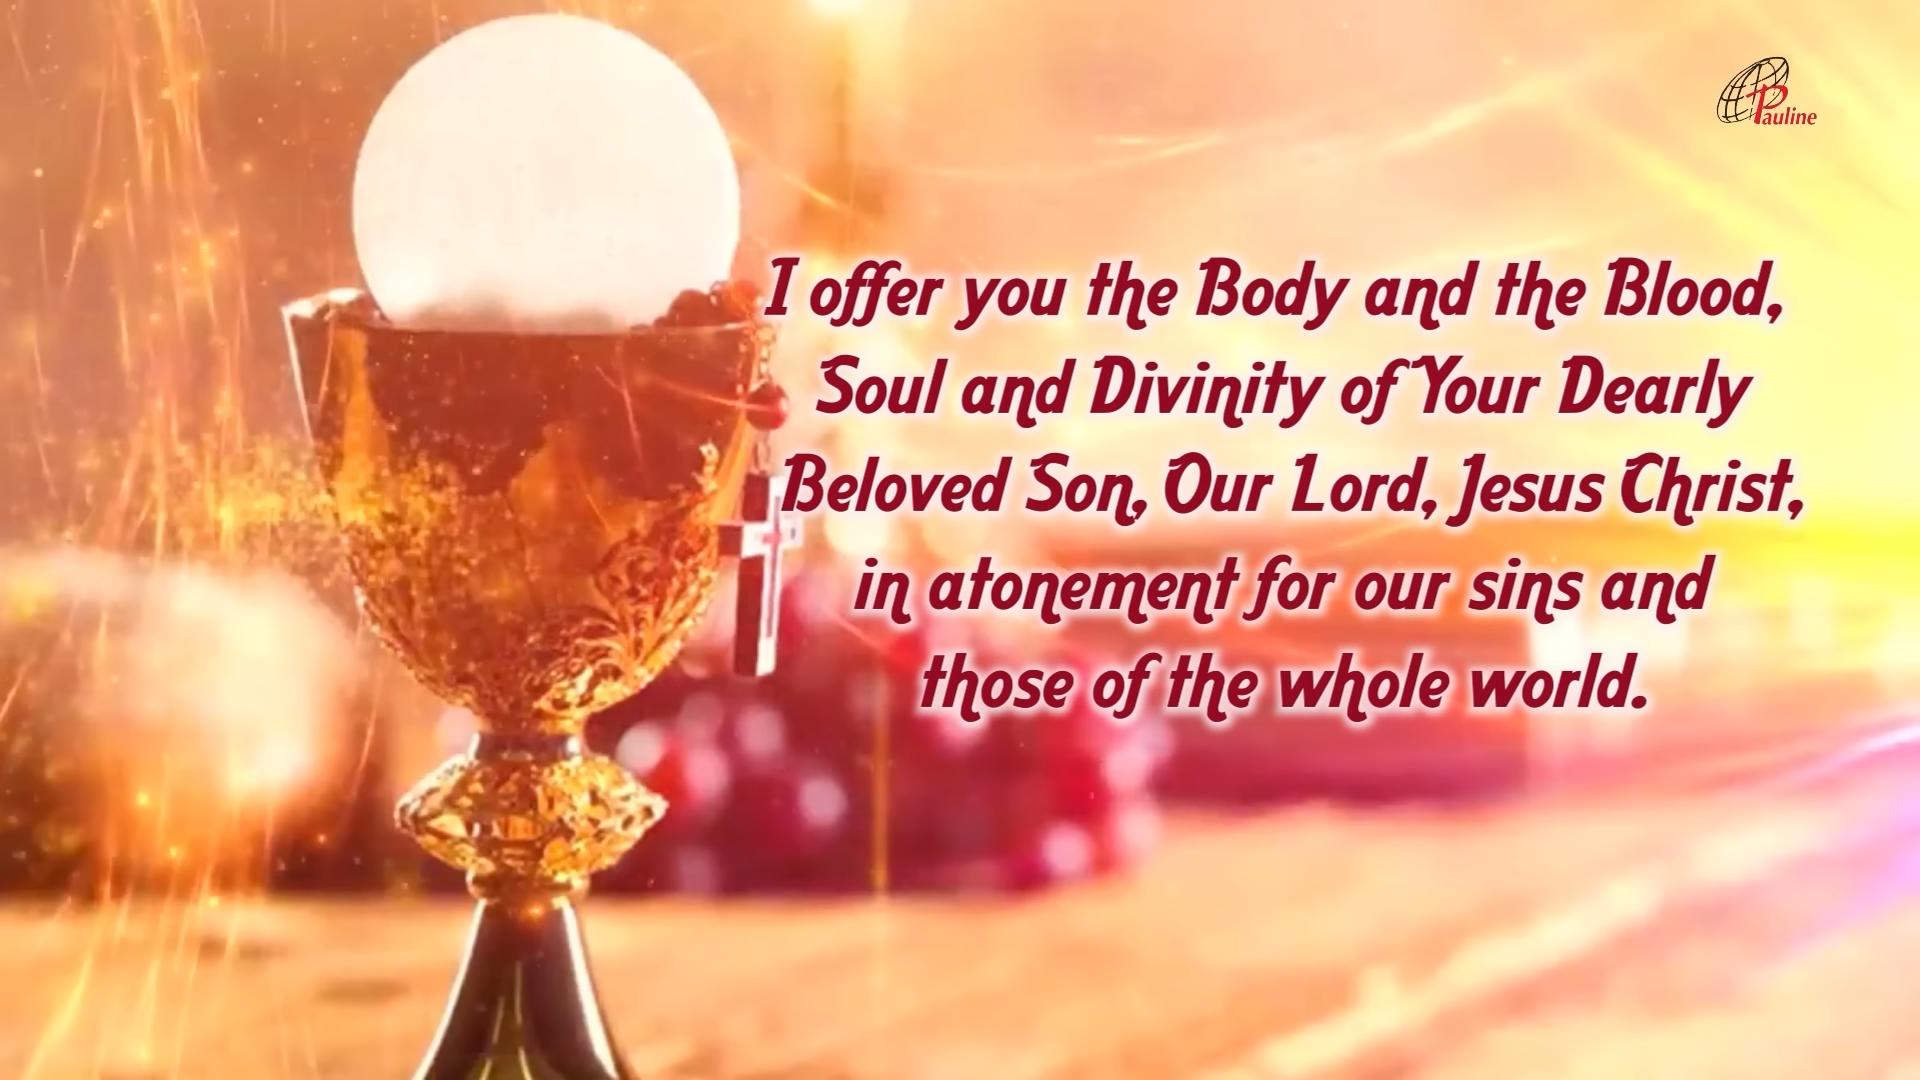 Pauline
I offer you the Body and the Blood,
Soul and Divinity of Your Dearly
Beloved Son, Our Lord, Jesus Christ,
in atonement for our sins and
those of the whole world.